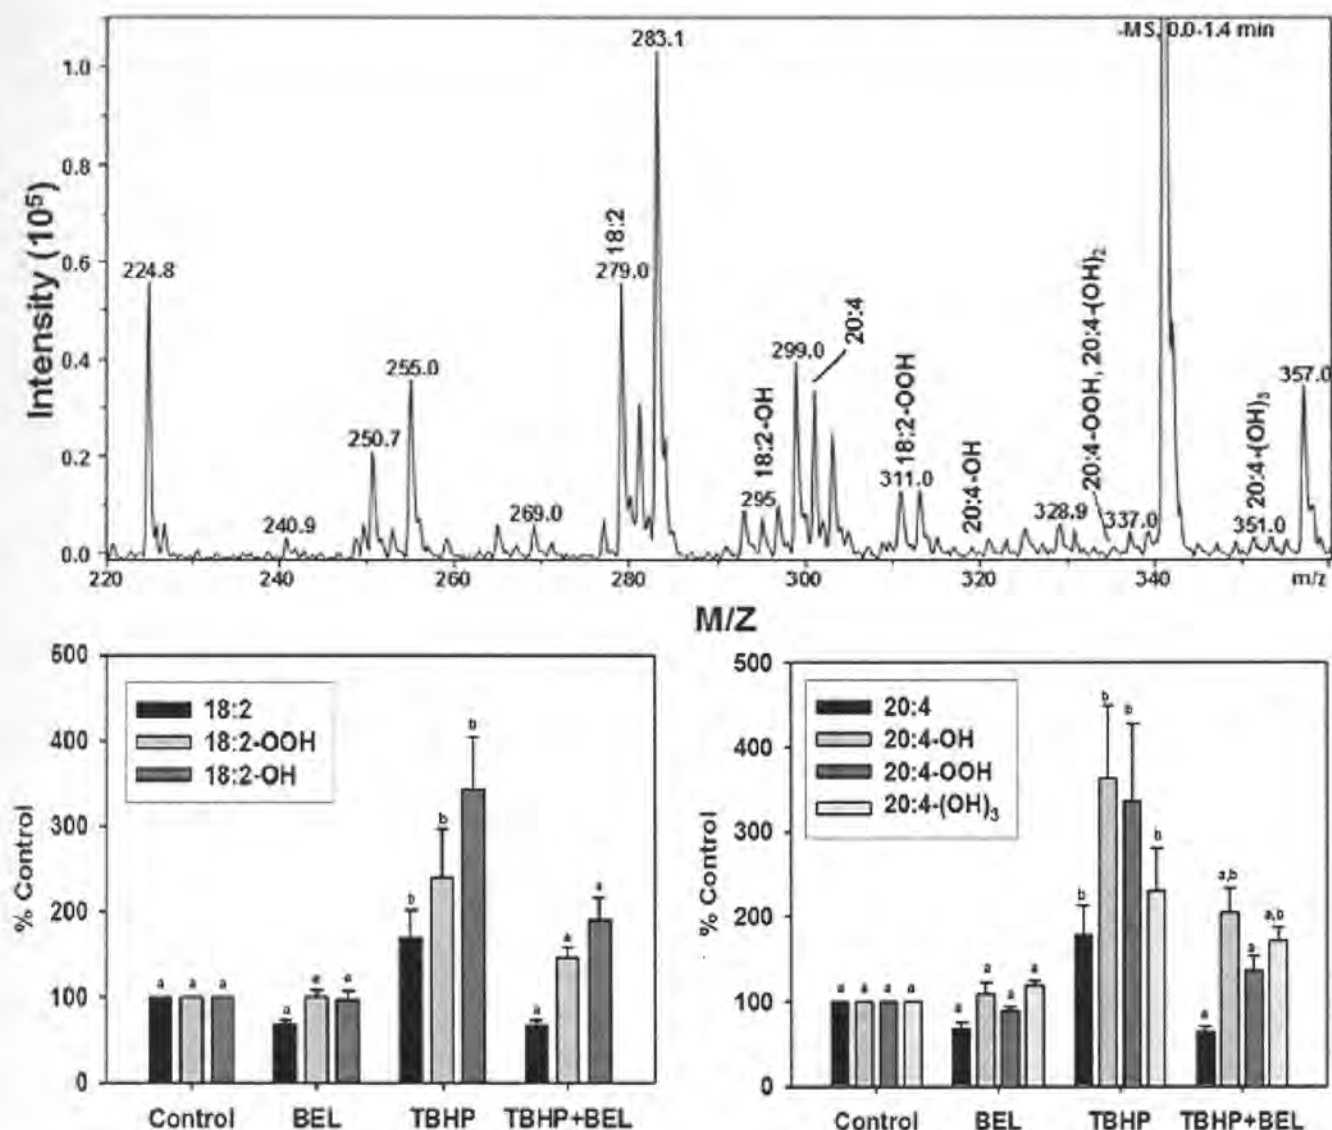 -MS, 0.0-1.4 min
Intensity (10⁵)
1.0
0.8
0.6
0.4
0.2
0.0
224.8
240.9
250.7
255.0
269.0
279.0
18:2
283.1
295
18:2-OH
299.0
20:4
311.0
18:2-OOH
20:4-OH
328.9
20:4-OOH, 20:4-(OH)₂
337.0
351.0
20:4-(OH)₃
357.0
220 240 260 280 300 320 340 m/z
M/Z
% Control
500
400
300
200
100
0
18:2
18:2-OOH
18:2-OH
a a a
a a a
b b b
a a a
Control BEL TBHP TBHP+BEL
% Control
500
400
300
200
100
0
20:4
20:4-OH
20:4-OOH
20:4-(OH)₃
a a a a
a a a a
b b b b
a a,b a a,b
Control BEL TBHP TBHP+BEL